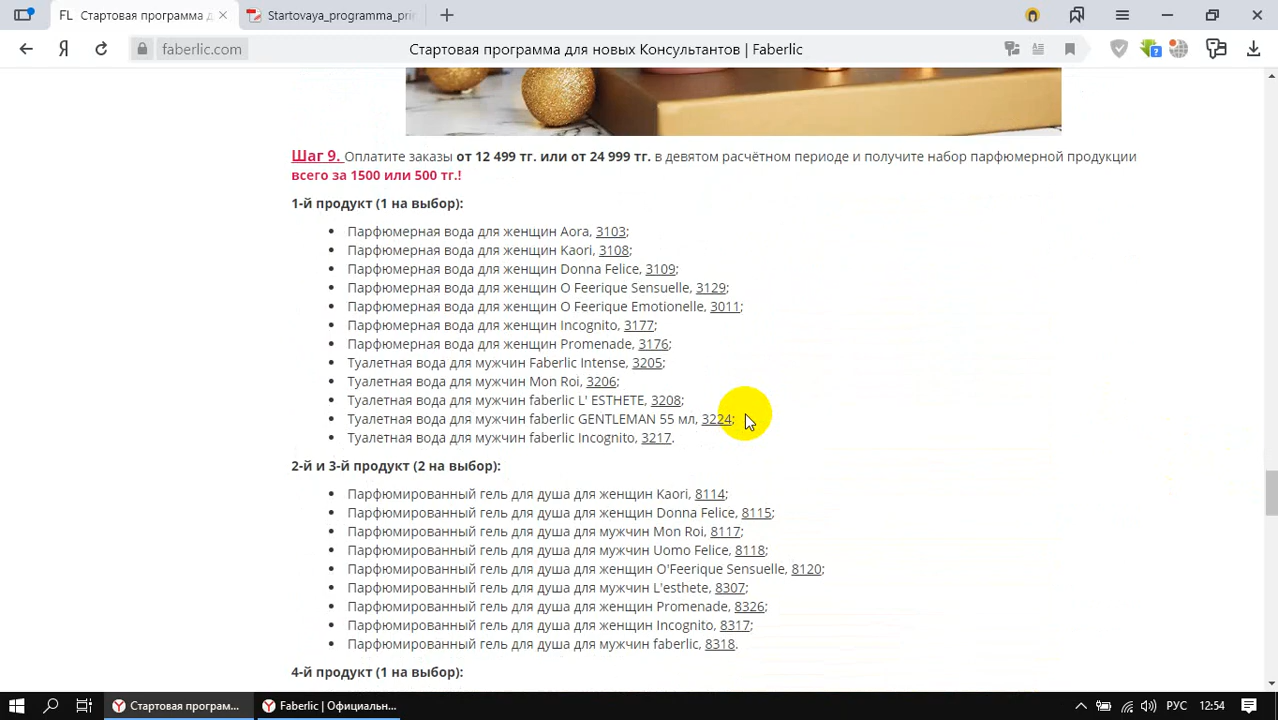 FL Стартовая программа д
Startovaya_programma_prir
faberlic.com
Стартовая программа для новых Консультантов | Faberlic
Шаг 9. Оплатите заказы от 12 499 тг. или от 24 999 тг. в девятом расчётном периоде и получите набор парфюмерной продукции
всего за 1500 или 500 тг.!
1-й продукт (1 на выбор):
Парфюмерная вода для женщин Aora, 3103;
Парфюмерная вода для женщин Kaori, 3108;
Парфюмерная вода для женщин Donna Felice, 3109;
Парфюмерная вода для женщин O Feerique Sensuelle, 3129;
Парфюмерная вода для женщин O Feerique Emotionelle, 3011;
Парфюмерная вода для женщин Incognito, 3177;
Парфюмерная вода для женщин Promenade, 3176;
Туалетная вода для мужчин Faberlic Intense, 3205;
Туалетная вода для мужчин Mon Roi, 3206;
Туалетная вода для мужчин faberlic L' ESTHETE, 3208;
Туалетная вода для мужчин faberlic GENTLEMAN 55 мл, 3224;
Туалетная вода для мужчин faberlic Incognito, 3217.
2-й и 3-й продукт (2 на выбор):
Парфюмированный гель для душа для женщин Kaori, 8114;
Парфюмированный гель для душа для женщин Donna Felice, 8115;
Парфюмированный гель для душа для мужчин Mon Roi, 8117;
Парфюмированный гель для душа для мужчин Uomo Felice, 8118;
Парфюмированный гель для душа для женщин O'Feerique Sensuelle, 8120;
Парфюмированный гель для душа для мужчин L'esthete, 8307;
Парфюмированный гель для душа для женщин Promenade, 8326;
Парфюмированный гель для душа для женщин Incognito, 8317;
Парфюмированный гель для душа для мужчин faberlic, 8318.
4-й продукт (1 на выбор):
Стартовая програм...
Faberlic | Официальн...
РУС
12:54